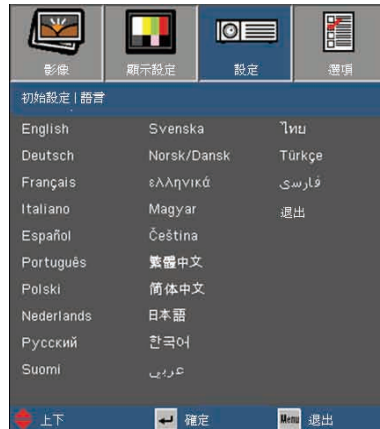 影像 顯示設定 設定 選項
初始設定 | 語言
English Svenska ไทย
Deutsch Norsk/Dansk Türkçe
Français ελληνικά فارسی
Italiano Magyar 退出
Español Čeština
Português 繁體中文
Polski 简体中文
Nederlands 日本語
Русский 한국어
Suomi عربي
上下 確定 Menu 退出